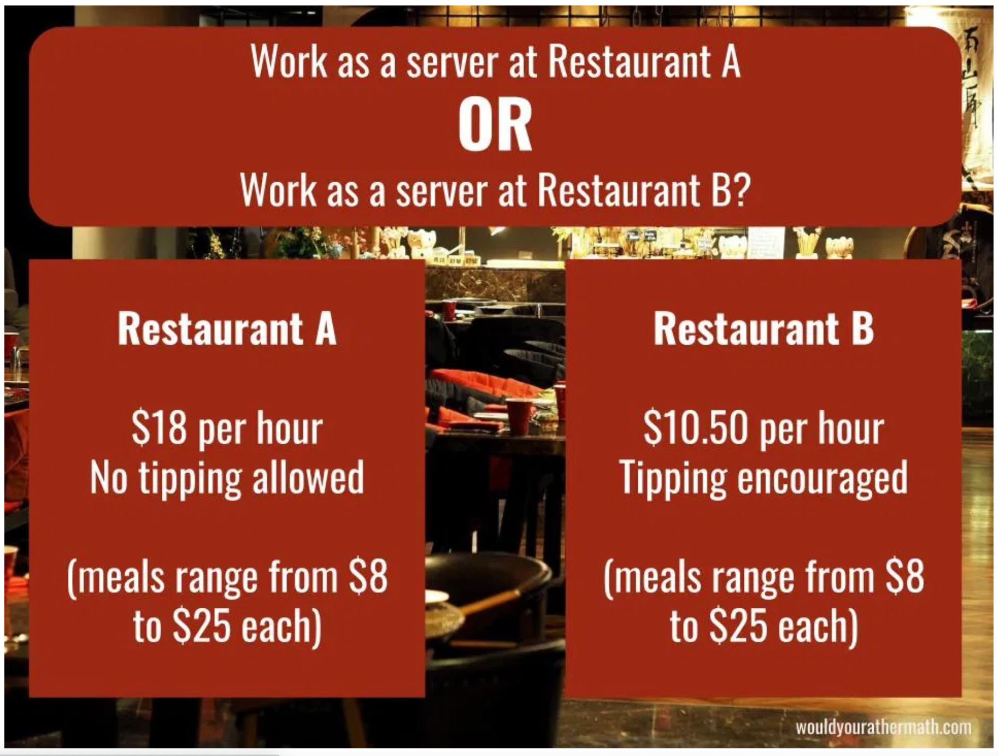 Work as a server at Restaurant A
OR
Work as a server at Restaurant B?
Restaurant A
$18 per hour
No tipping allowed
(meals range from $8
to $25 each)
Restaurant B
$10.50 per hour
Tipping encouraged
(meals range from $8
to $25 each)
wouldyourathermath.com